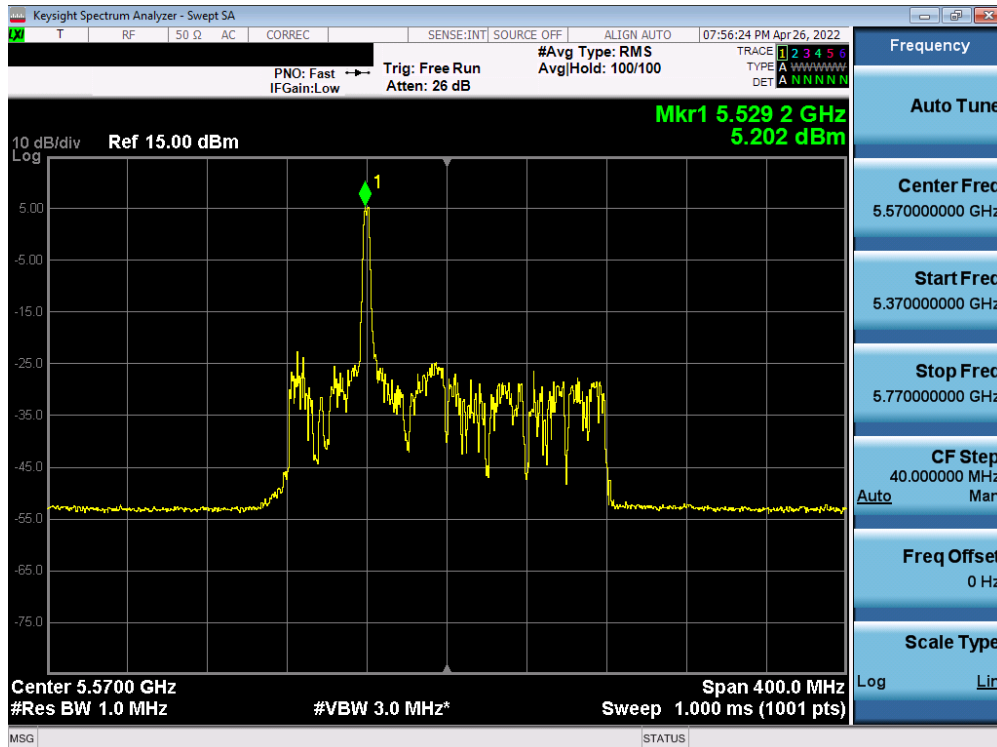 Keysight Spectrum Analyzer - Swept SA
LXI T RF 50 Ω AC CORREC SENSE:INT SOURCE OFF ALIGN AUTO 07:56:24 PM Apr 26, 2022
#Avg Type: RMS
TRACE 1 2 3 4 5 6
PNO: Fast Trig: Free Run Avg|Hold: 100/100
TYPE A WWWWW
IFGain:Low Atten: 26 dB
DET A N N N N N
Mkr1 5.529 2 GHz
5.202 dBm
10 dB/div Ref 15.00 dBm
Log
1
5.00
-5.00
-15.0
-25.0
-35.0
-45.0
-55.0
-65.0
-75.0
Center 5.5700 GHz Span 400.0 MHz
#Res BW 1.0 MHz #VBW 3.0 MHz* Sweep 1.000 ms (1001 pts)
MSG STATUS
Frequency
Auto Tune
Center Freq
5.570000000 GHz
Start Freq
5.370000000 GHz
Stop Freq
5.770000000 GHz
CF Step
40.000000 MHz
Auto Man
Freq Offset
0 Hz
Scale Type
Log Lin